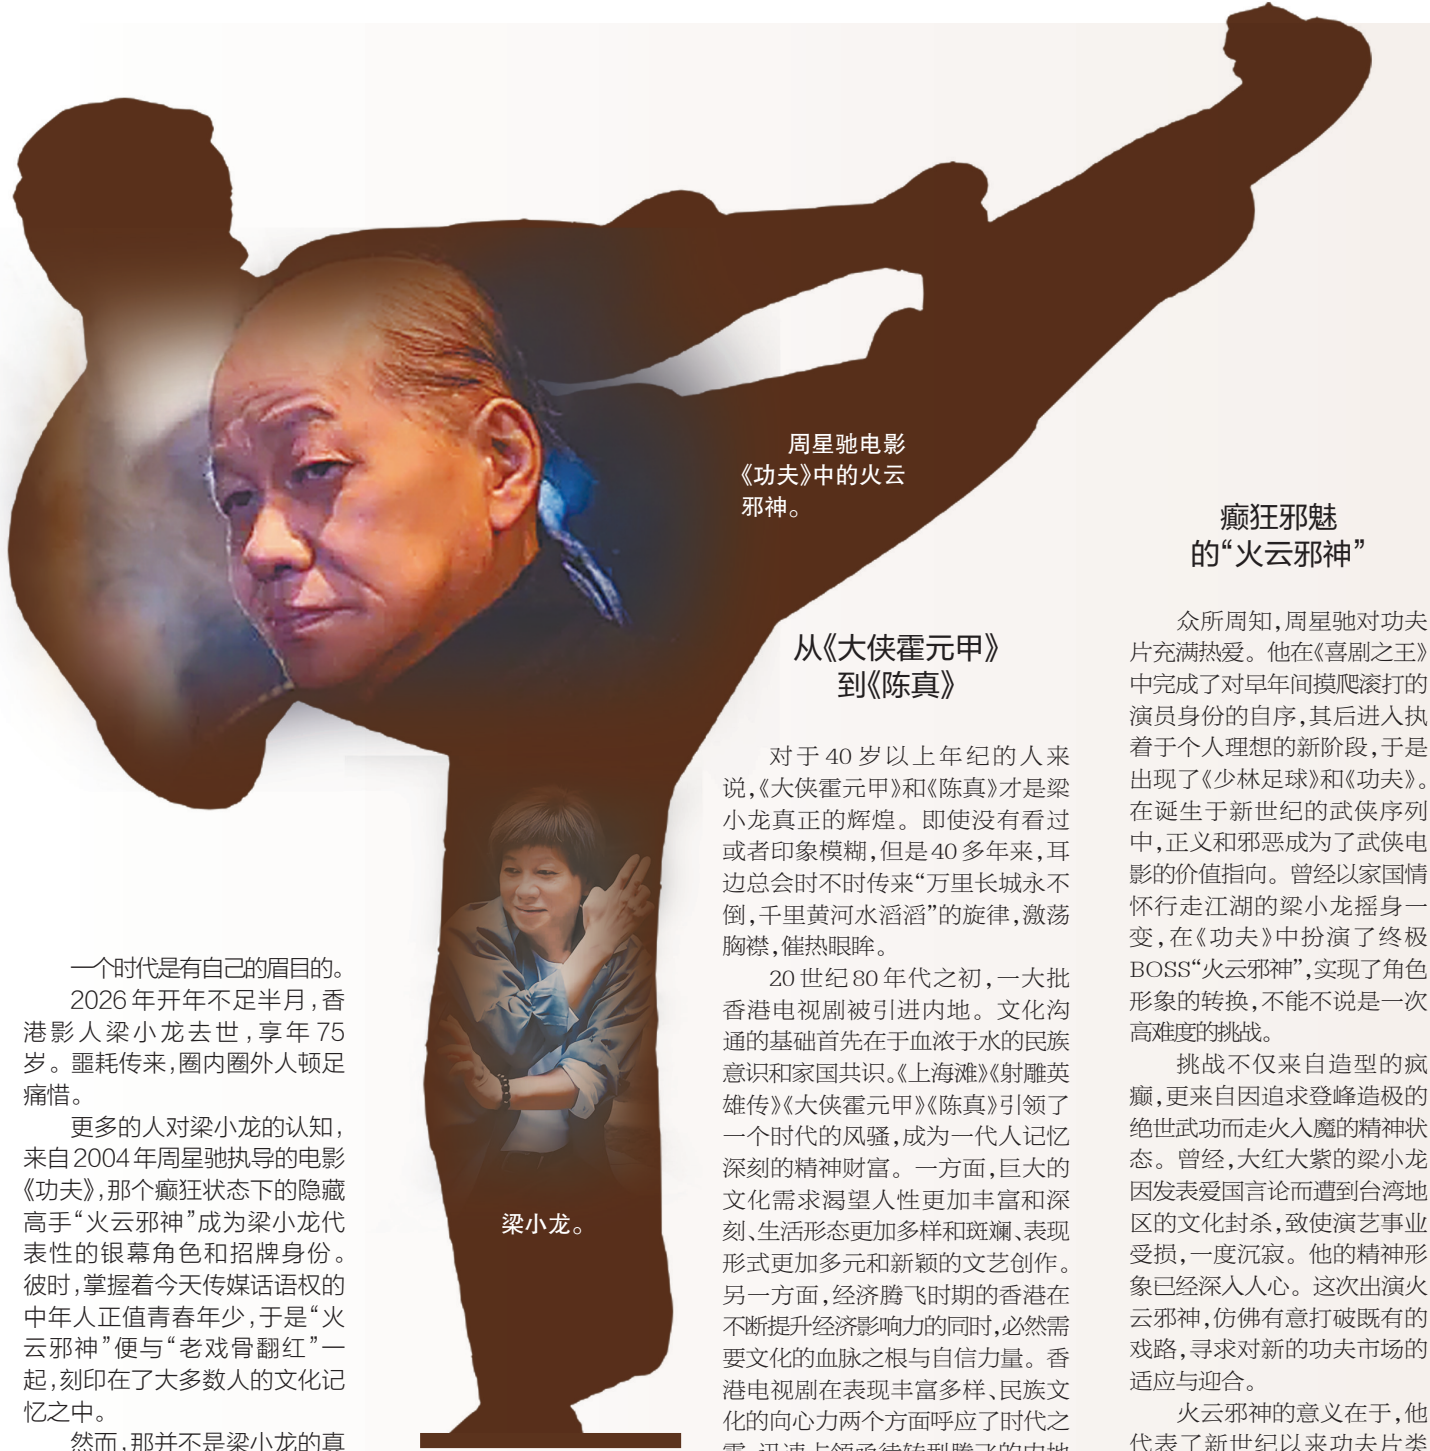 周星驰电影
《功夫》中的火云
邪神。
梁小龙。
一个时代是有自己的眉目的。
2026年开年不足半月，香
港影人梁小龙去世，享年75
岁。噩耗传来，圈内圈外人顿足
痛惜。
更多的人对梁小龙的认知，
来自2004年周星驰执导的电影
《功夫》，那个癫狂状态下的隐藏
高手“火云邪神”成为梁小龙代
表性的银幕角色和招牌身份。
彼时，掌握着今天传媒话语权的
中年人正值青春年少，于是“火
云邪神”便与“老戏骨翻红”一
起，刻印在了大多数人的文化记
忆之中。
然而，那并不是梁小龙的真
从《大侠霍元甲》
到《陈真》
对于40岁以上年纪的人来
说，《大侠霍元甲》和《陈真》才是梁
小龙真正的辉煌。即使没有看过
或者印象模糊，但是40多年来，耳
边总会时不时传来“万里长城永不
倒，千里黄河水滔滔”的旋律，激荡
胸襟，催热眼眸。
20世纪80年代之初，一大批
香港电视剧被引进内地。文化沟
通的基础首先在于血浓于水的民族
意识和家国共识。《上海滩》《射雕英
雄传》《大侠霍元甲》《陈真》引领了
一个时代的风骚，成为一代人记忆
深刻的精神财富。一方面，巨大的
文化需求渴望人性更加丰富和深
刻、生活形态更加多样和斑斓、表现
形式更加多元和新颖的文艺创作。
另一方面，经济腾飞时期的香港在
不断提升经济影响力的同时，必然需
要文化的血脉之根与自信力量。香
港电视剧在表现丰富多样、民族文
化的向心力两个方面呼应了时代之
需，迅速占领亟待转型腾飞的内地
癫狂邪魅
的“火云邪神”
众所周知，周星驰对功夫
片充满热爱。他在《喜剧之王》
中完成了对早年间摸爬滚打的
演员身份的自序，其后进入执
着于个人理想的新阶段，于是
出现了《少林足球》和《功夫》。
在诞生于新世纪的武侠序列
中，正义和邪恶成为了武侠电
影的价值指向。曾经以家国情
怀行走江湖的梁小龙摇身一
变，在《功夫》中扮演了终极
BOSS“火云邪神”，实现了角色
形象的转换，不能不说是一次
高难度的挑战。
挑战不仅来自造型的疯
癫，更来自因追求登峰造极的
绝世武功而走火入魔的精神状
态。曾经，大红大紫的梁小龙
因发表爱国言论而遭到台湾地
区的文化封杀，致使演艺事业
受损，一度沉寂。他的精神形
象已经深入人心。这次出演火
云邪神，仿佛有意打破既有的
戏路，寻求对新的功夫市场的
适应与迎合。
火云邪神的意义在于，他
代表了新世纪以来功夫片类